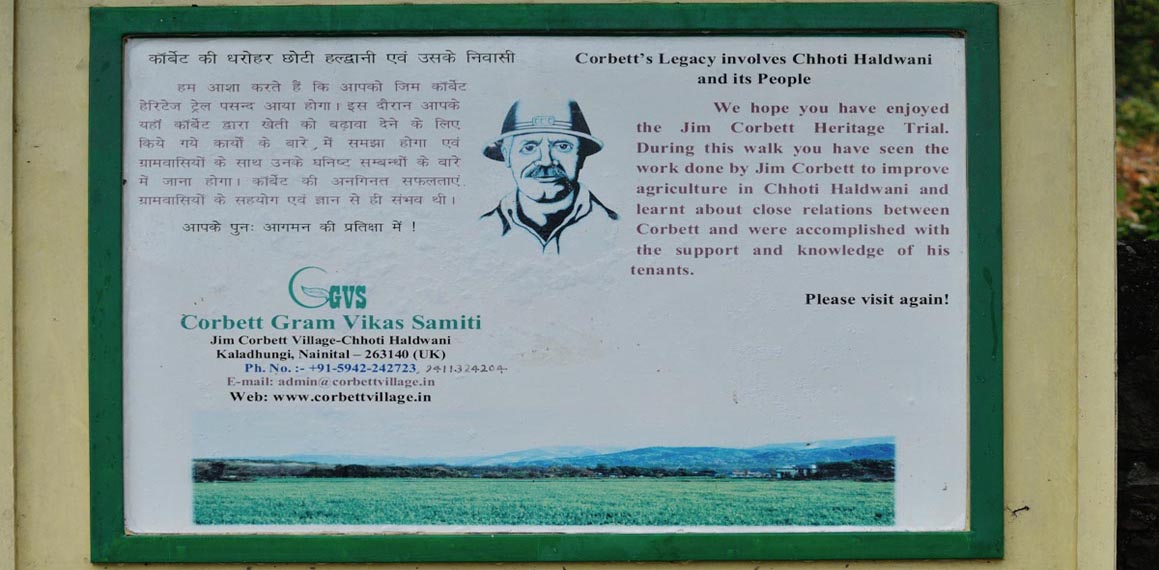 कॉर्बेट की धरोहर छोटी हल्द्वानी एवं उसके निवासी
हम आशा करते हैं कि आपको जिम कॉर्बेट
हेरिटेज ट्रेल पसन्द आया होगा। इस दौरान आपके
यहाँ कॉर्बेट द्वारा खेती को बढ़ावा देने के लिए
किये गये कार्यों के बारे में समझा होगा एवं
ग्रामवासियों के साथ उनके घनिष्ट सम्बन्धों के बारे
में जाना होगा। कॉर्बेट की अनगिनत सफलताएं
ग्रामवासियों के सहयोग एवं ज्ञान से ही संभव थी।
आपके पुनः आगमन की प्रतिक्षा में !
Corbett's Legacy involves Chhoti Haldwani
and its People
We hope you have enjoyed
the Jim Corbett Heritage Trial.
During this walk you have seen the
work done by Jim Corbett to improve
agriculture in Chhoti Haldwani and
learnt about close relations between
Corbett and were accomplished with
the support and knowledge of his
tenants.
Please visit again!
GVS
Corbett Gram Vikas Samiti
Jim Corbett Village-Chhoti Haldwani
Kaladhungi, Nainital – 263140 (UK)
Ph. No. :- +91-5942-242723, 9411324204
E-mail: admin@corbettvillage.in
Web: www.corbettvillage.in